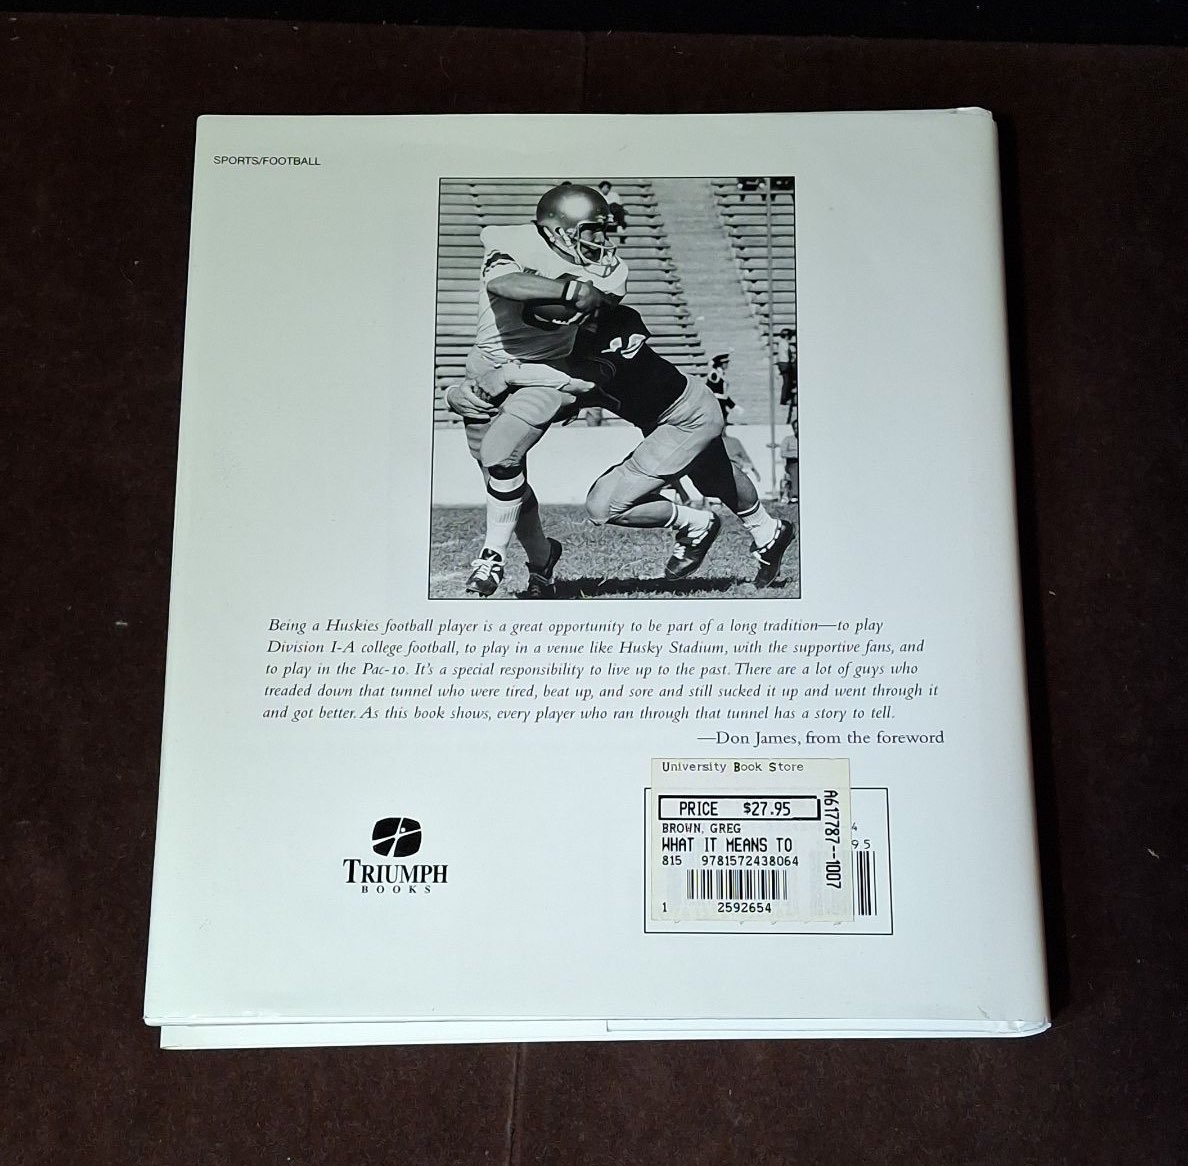 SPORTS/FOOTBALL
Being a Huskies football player is a great opportunity to be part of a long tradition—to play
Division I-A college football, to play in a venue like Husky Stadium, with the supportive fans, and
to play in the Pac-10. It's a special responsibility to live up to the past. There are a lot of guys who
treaded down that tunnel who were tired, beat up, and sore and still sucked it up and went through it
and got better. As this book shows, every player who ran through that tunnel has a story to tell.
—Don James, from the foreword
University Book Store
PRICE $27.95
BROWN, GREG
WHAT IT MEANS TO
815 9781572438064
1 2592654
A617787--1007
4
95
TRIUMPH
BOOKS